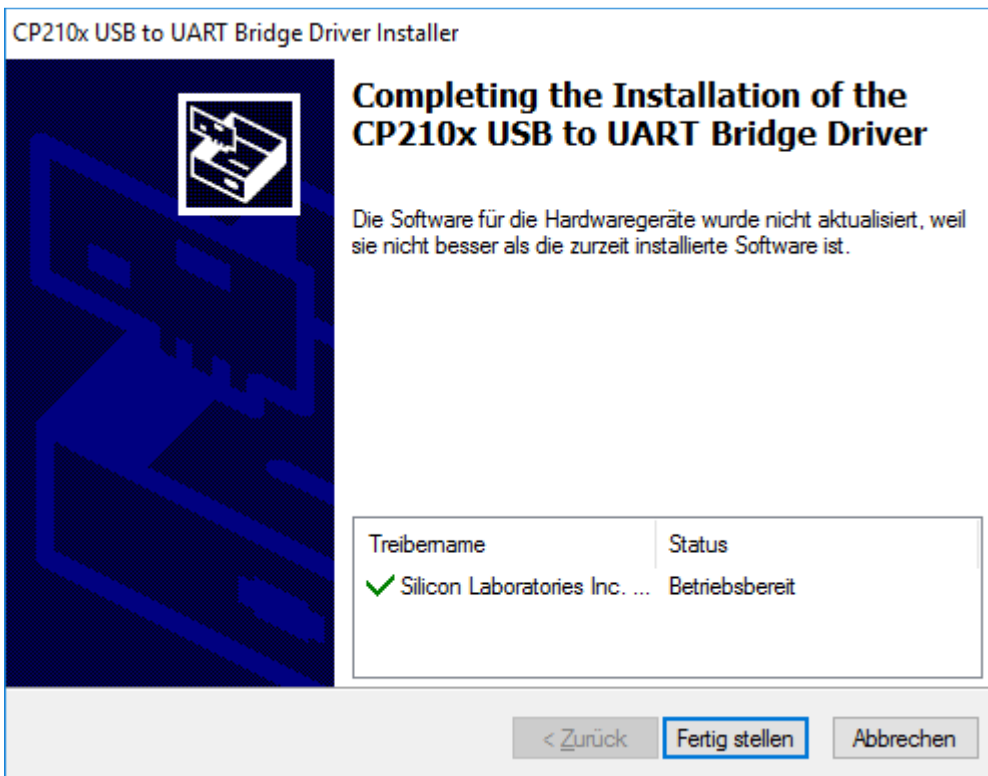 CP210x USB to UART Bridge Driver Installer
Completing the Installation of the
CP210x USB to UART Bridge Driver
Die Software für die Hardwaregeräte wurde nicht aktualisiert, weil
sie nicht besser als die zurzeit installierte Software ist.
Treibername Status
Silicon Laboratories Inc. ... Betriebsbereit
< Zurück Fertig stellen Abbrechen